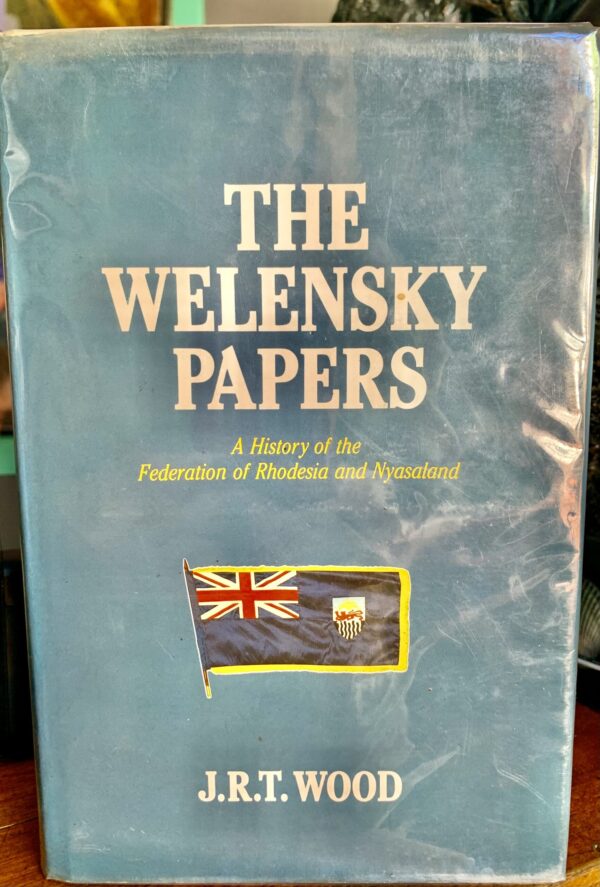 THE
WELENSKY
PAPERS
A History of the
Federation of Rhodesia and Nyasaland
J.R.T. WOOD